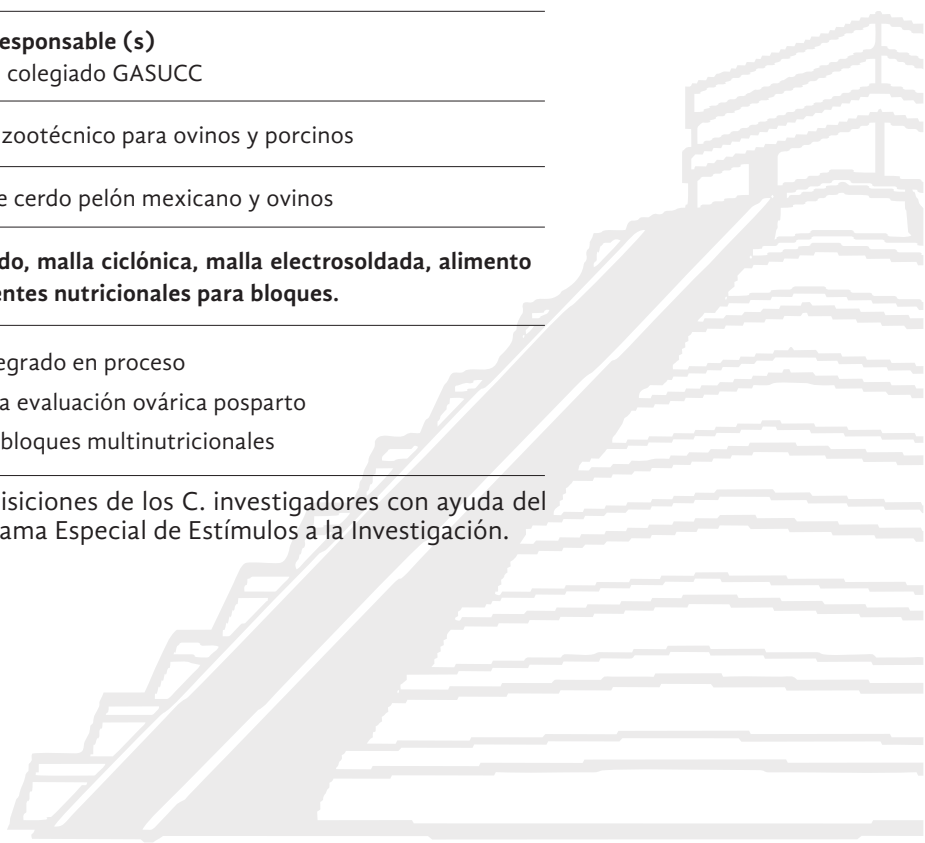 esponsable (s)
colegiado GASUCC
zootécnico para ovinos y porcinos
e cerdo pelón mexicano y ovinos
do, malla ciclónica, malla electrosoldada, alimento
entes nutricionales para bloques.
egrado en proceso
a evaluación ovárica posparto
bloques multinutricionales
isiciones de los C. investigadores con ayuda del
ama Especial de Estímulos a la Investigación.